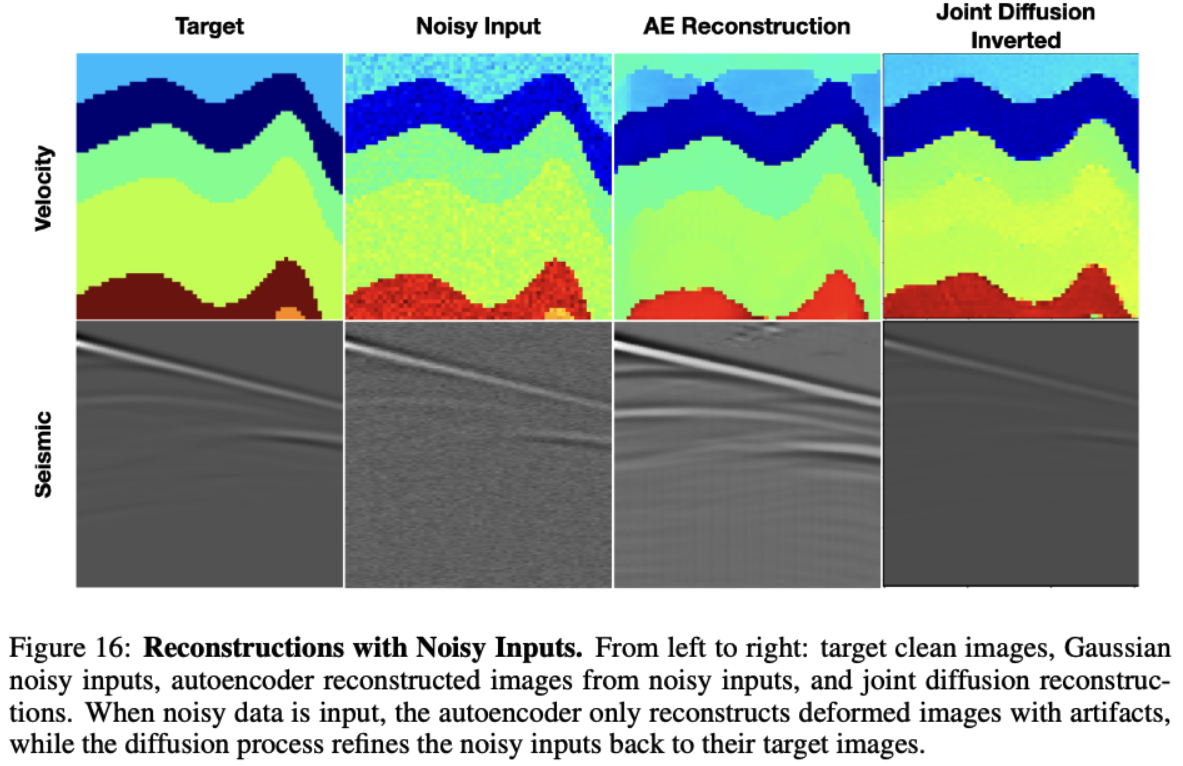 Target
Noisy Input
AE Reconstruction
Joint Diffusion
Inverted
Velocity
Seismic
Figure 16: Reconstructions with Noisy Inputs. From left to right: target clean images, Gaussian
noisy inputs, autoencoder reconstructed images from noisy inputs, and joint diffusion reconstruc-
tions. When noisy data is input, the autoencoder only reconstructs deformed images with artifacts,
while the diffusion process refines the noisy inputs back to their target images.